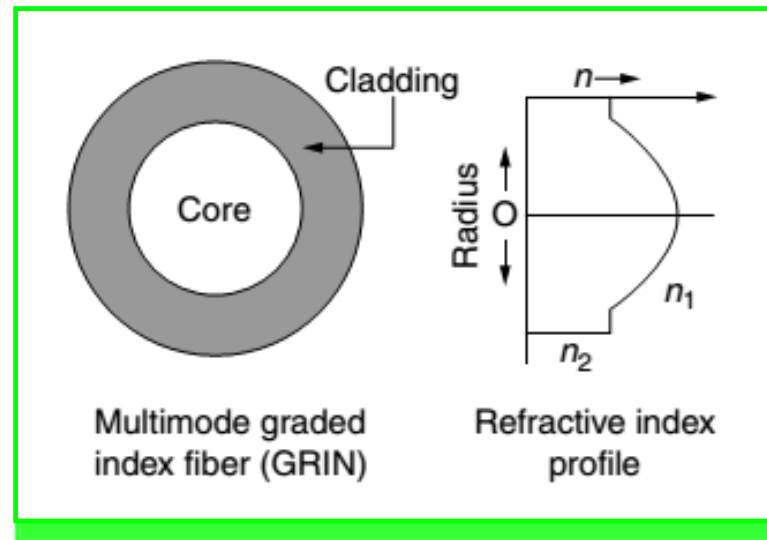 Cladding
Core
n
Radius
O
n₁
n₂
Multimode graded
index fiber (GRIN)
Refractive index
profile